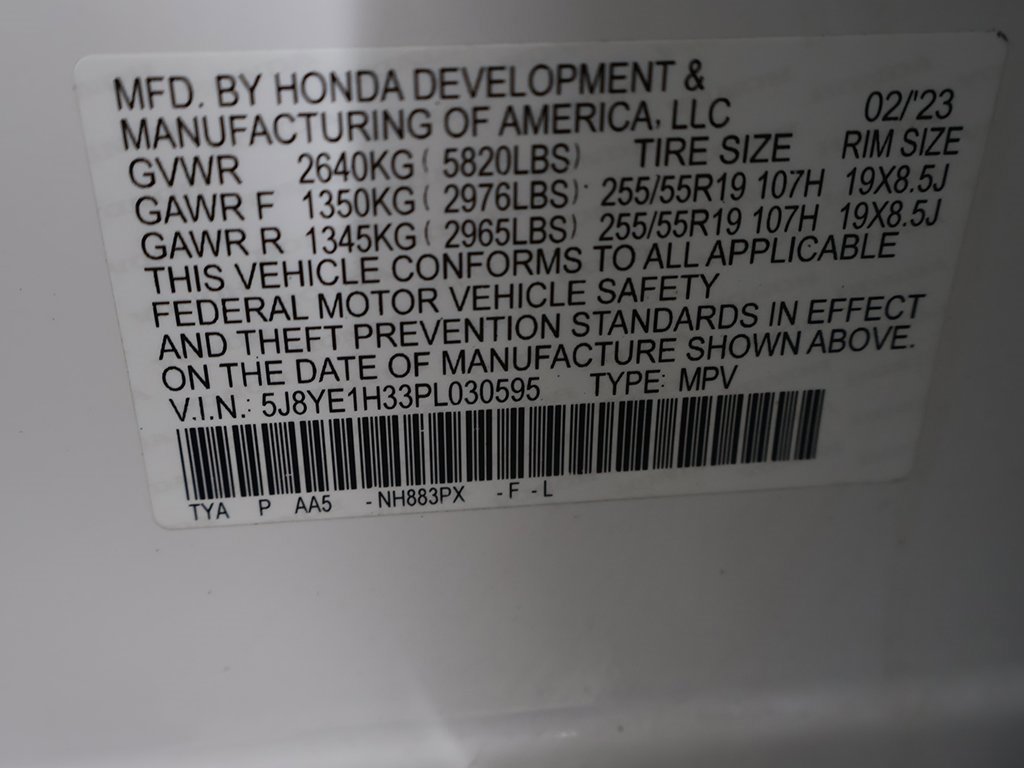 MFD. BY HONDA DEVELOPMENT &
MANUFACTURING OF AMERICA, LLC 02/'23
GVWR 2640KG ( 5820LBS) TIRE SIZE RIM SIZE
GAWR F 1350KG ( 2976LBS) 255/55R19 107H 19X8.5J
GAWR R 1345KG ( 2965LBS) 255/55R19 107H 19X8.5J
THIS VEHICLE CONFORMS TO ALL APPLICABLE
FEDERAL MOTOR VEHICLE SAFETY
AND THEFT PREVENTION STANDARDS IN EFFECT
ON THE DATE OF MANUFACTURE SHOWN ABOVE.
V.I.N.: 5J8YE1H33PL030595 TYPE: MPV
TYA P AA5 -NH883PX -F-L